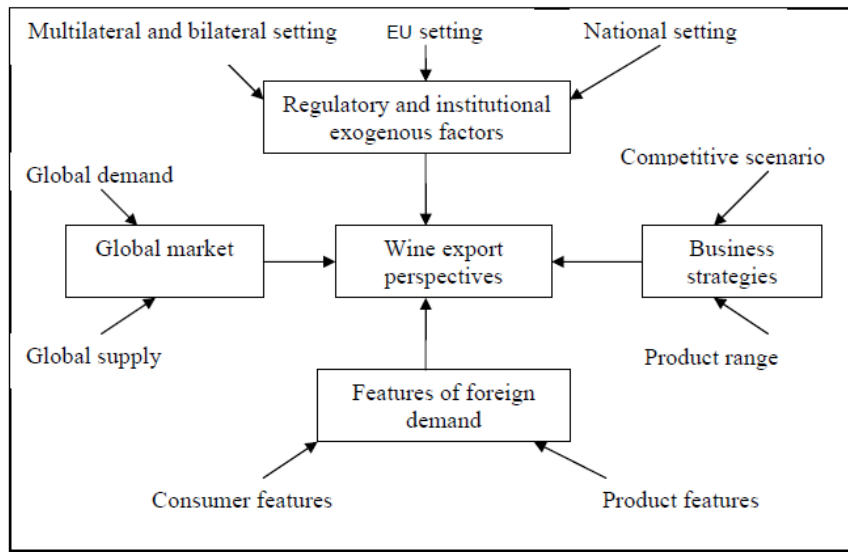 Multilateral and bilateral setting
EU setting
National setting
Regulatory and institutional
exogenous factors
Competitive scenario
Global demand
Global market
Wine export
perspectives
Business
strategies
Global supply
Product range
Features of foreign
demand
Consumer features
Product features